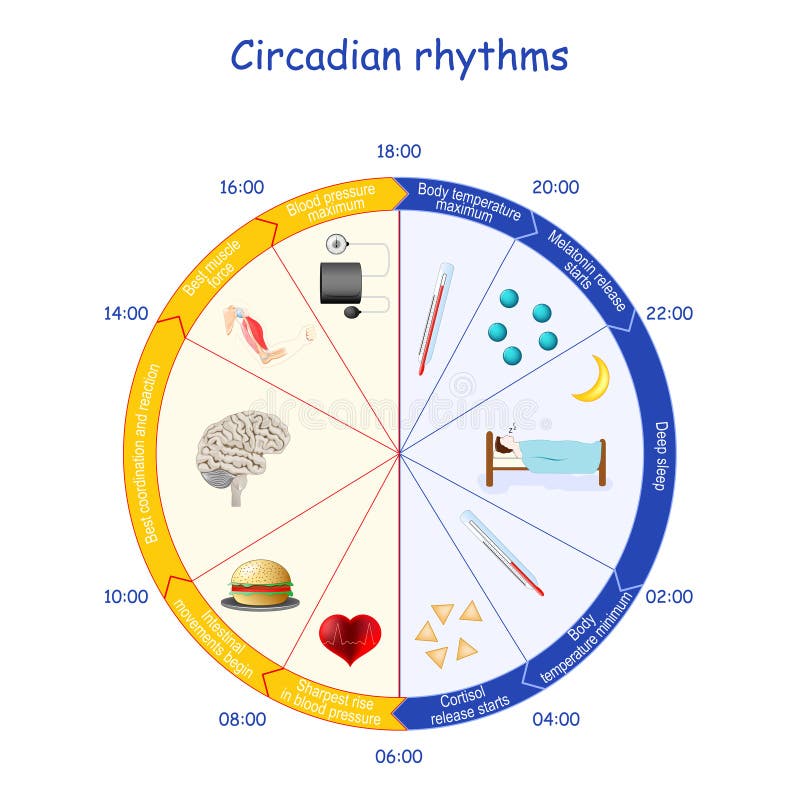 Circadian rhythms
18:00
Body temperature
maximum
20:00
Melatonin release
starts
22:00
Deep sleep
02:00
Body
temperature minimum
04:00
Cortisol
release starts
06:00
Sharpest rise
in blood pressure
08:00
Intestinal
movements begin
10:00
Best coordination and reaction
14:00
Best muscle
force
16:00
Blood pressure
maximum
z z
dreamstime.com